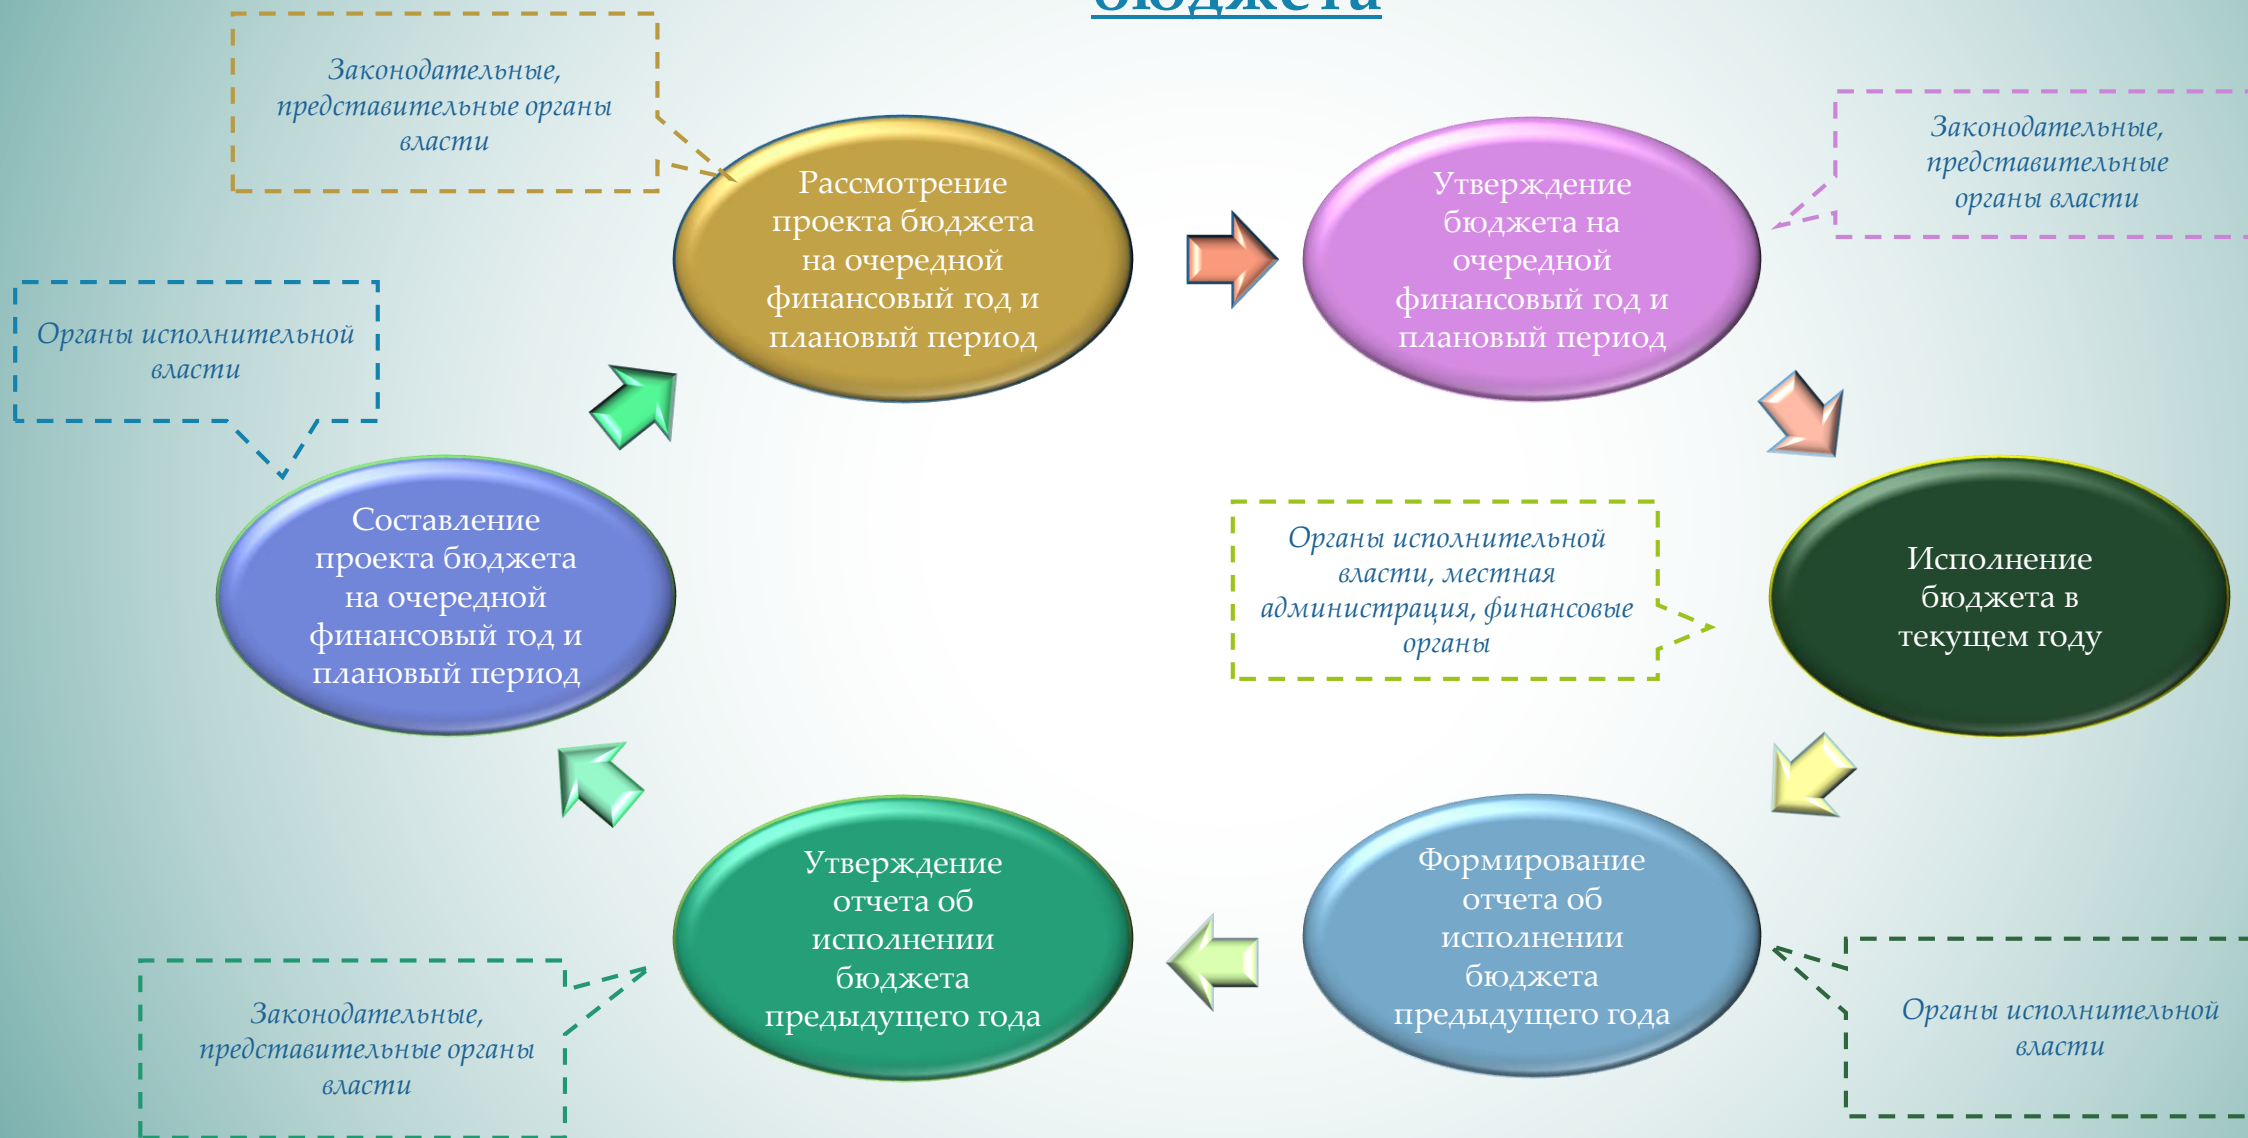 бюджета
Законодательные,
представительные органы
власти
Рассмотрение
проекта бюджета
на очередной
финансовый год и
плановый период
Утверждение
бюджета на
очередной
финансовый год и
плановый период
Законодательные,
представительные
органы власти
Органы исполнительной
власти
Составление
проекта бюджета
на очередной
финансовый год и
плановый период
Органы исполнительной
власти, местная
администрация, финансовые
органы
Исполнение
бюджета в
текущем году
Утверждение
отчета об
исполнении
бюджета
предыдущего года
Формирование
отчета об
исполнении
бюджета
предыдущего года
Законодательные,
представительные органы
власти
Органы исполнительной
власти